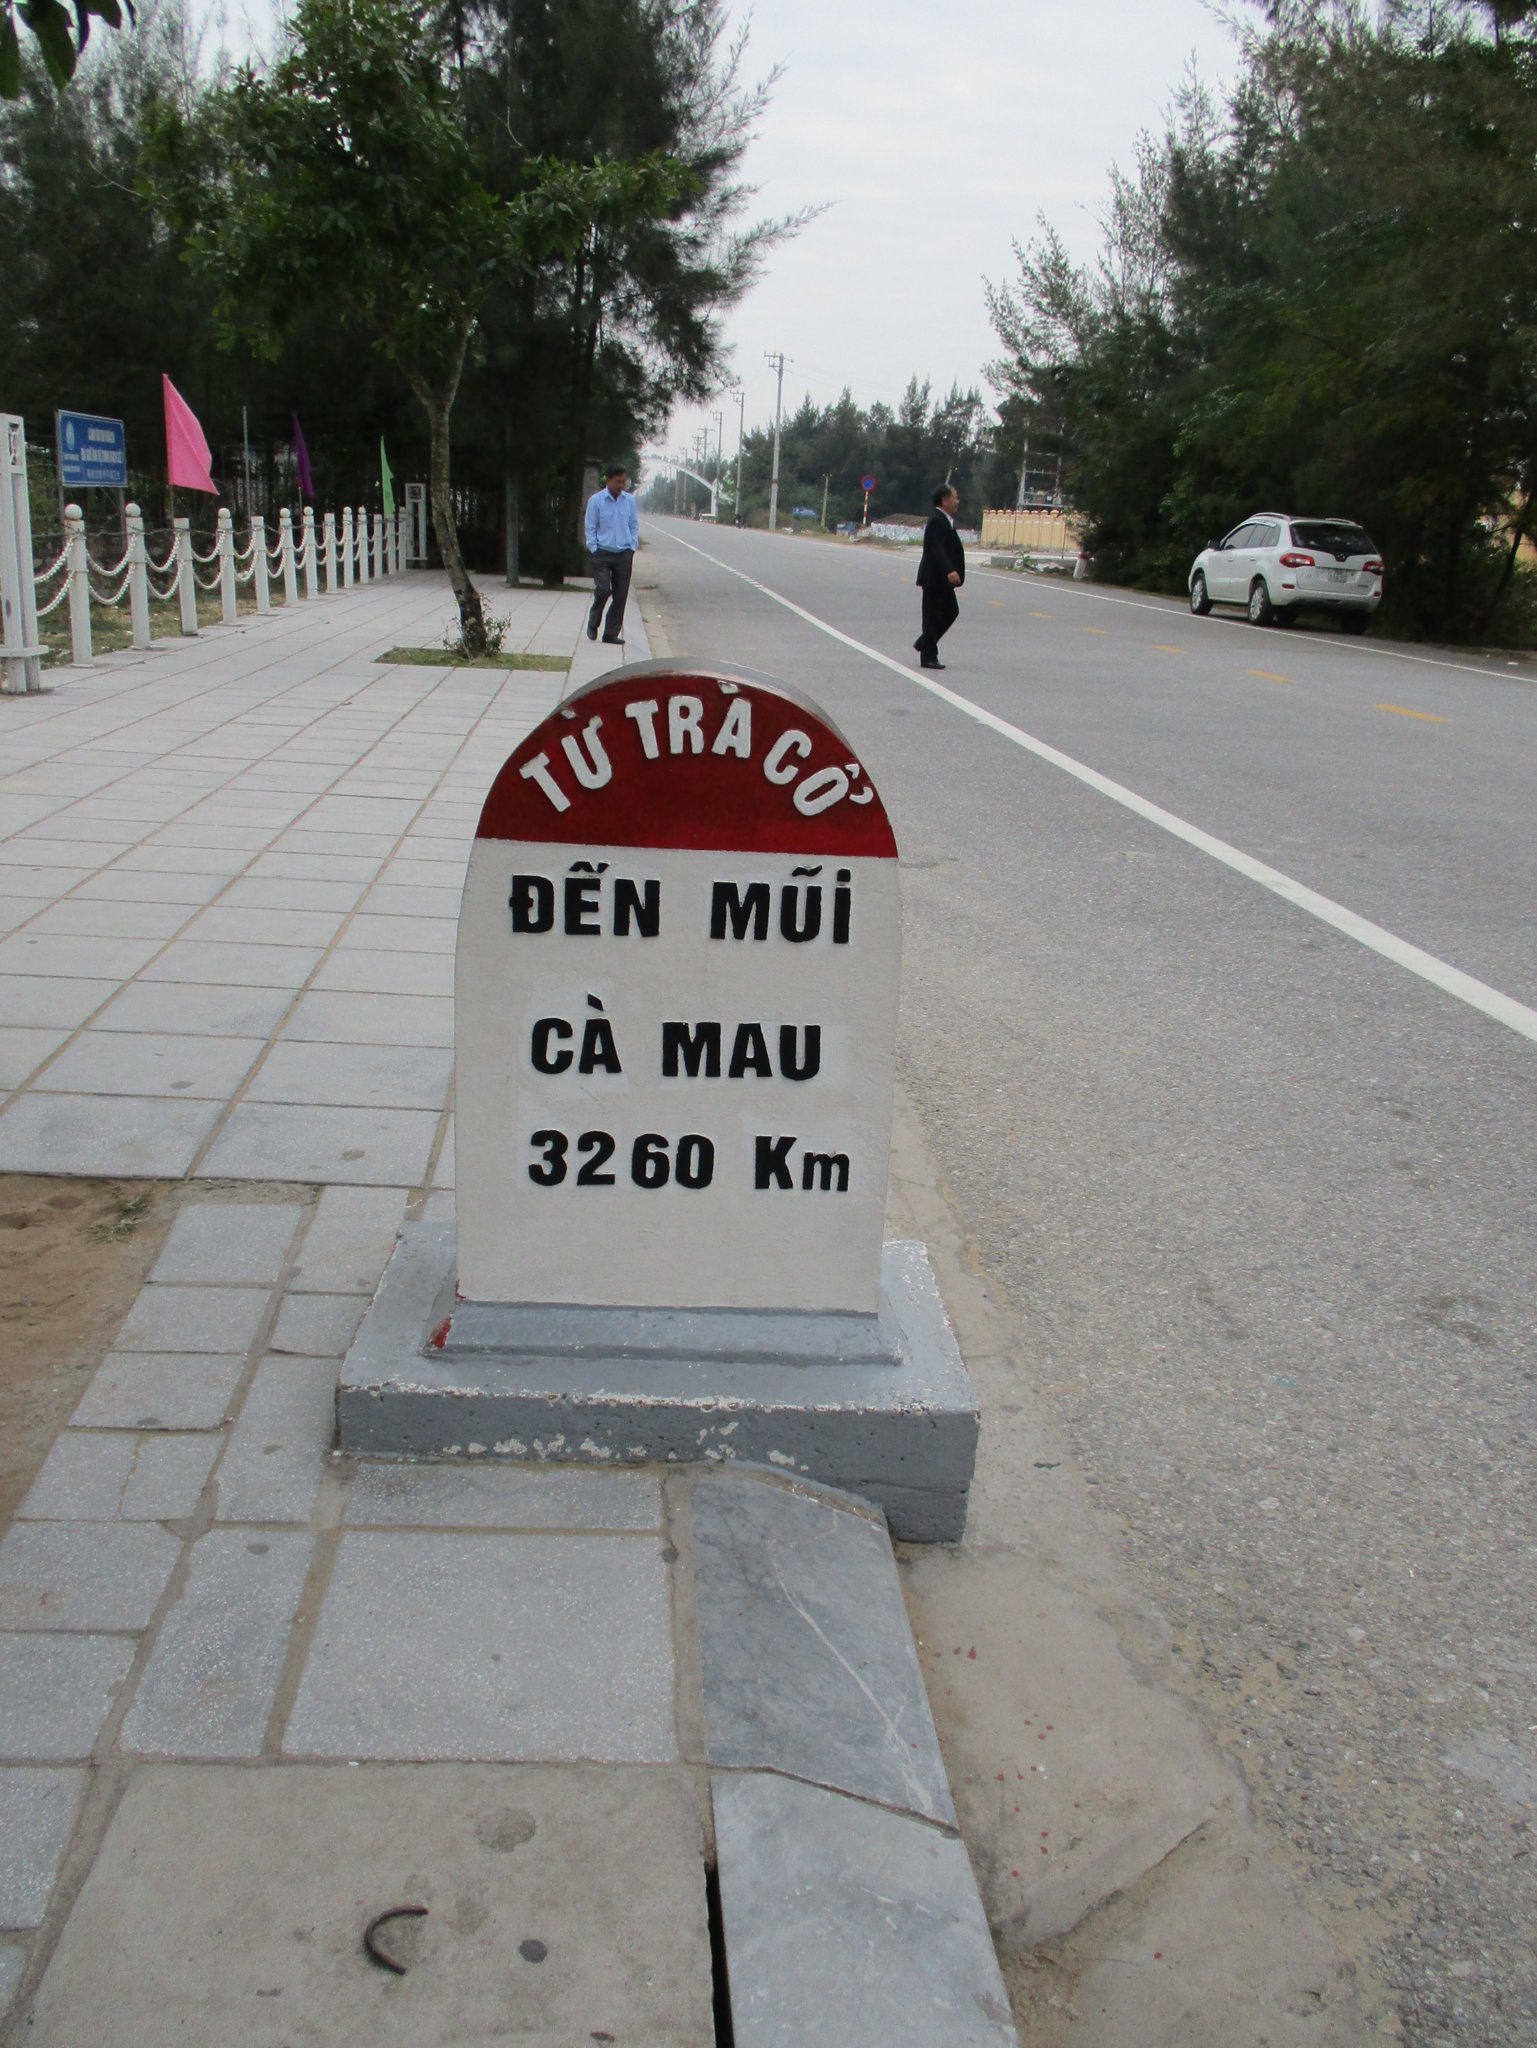 TỪ TRÀ CỔ
ĐẾN MŨI
CÀ MAU
3260 Km